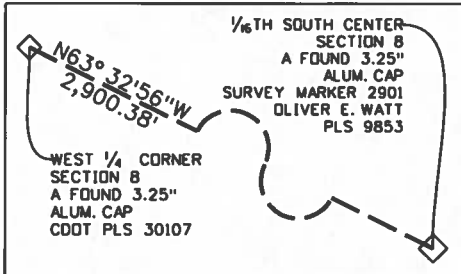 1/16TH SOUTH CENTER
SECTION 8
A FOUND 3.25"
ALUM. CAP
SURVEY MARKER 2901
OLIVER E. WATT
PLS 9853
N63° 32'56"W
2,900.38'
WEST 1/4 CORNER
SECTION 8
A FOUND 3.25"
ALUM. CAP
CDOT PLS 30107